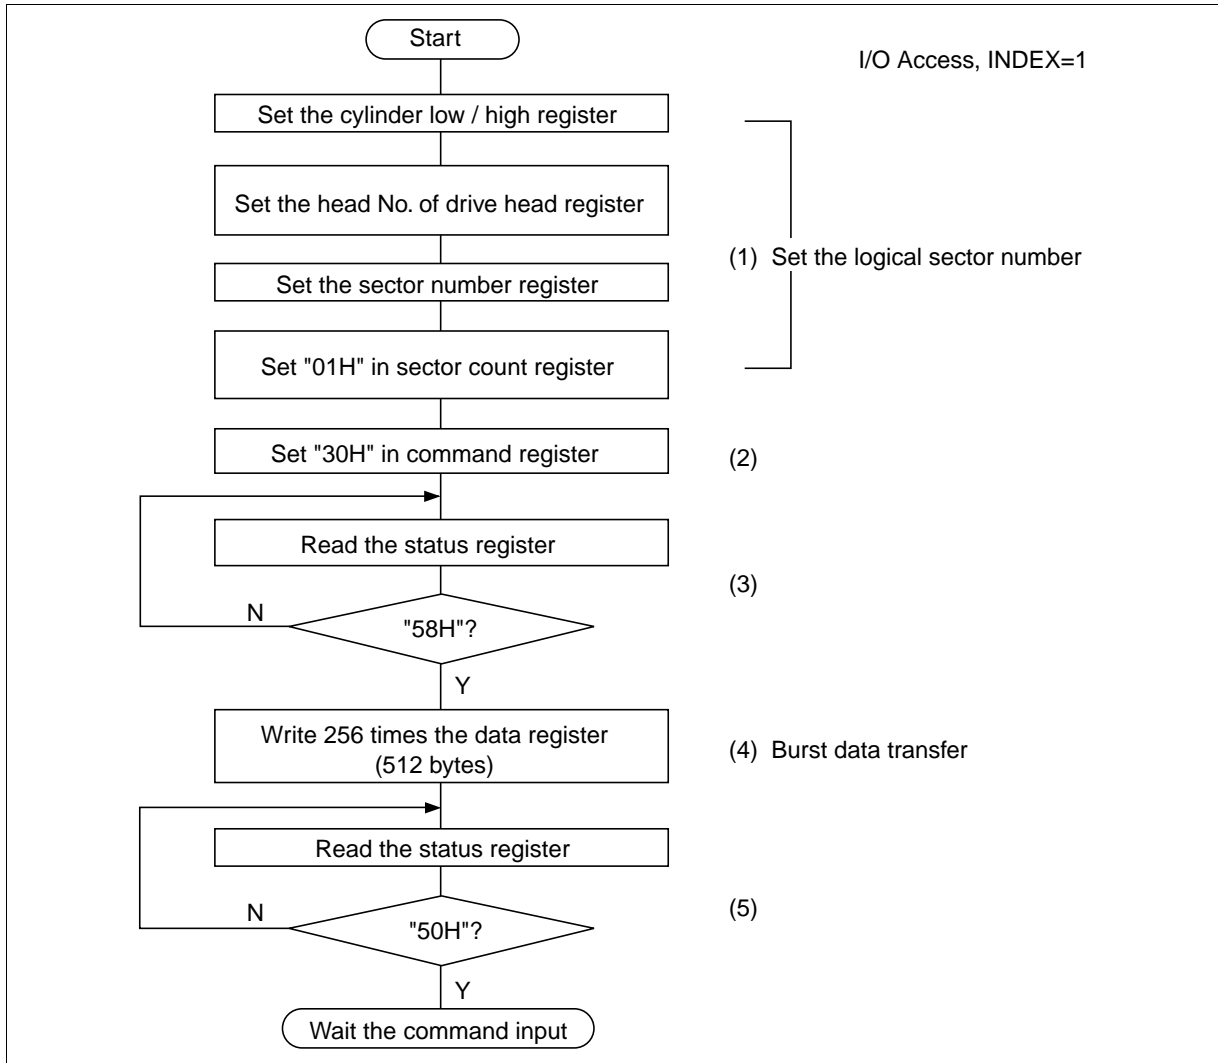 Start
I/O Access, INDEX=1
Set the cylinder low / high register
Set the head No. of drive head register
(1) Set the logical sector number
Set the sector number register
Set "01H" in sector count register
Set "30H" in command register
(2)
Read the status register
(3)
N
"58H"?
Y
Write 256 times the data register
(512 bytes)
(4) Burst data transfer
Read the status register
N
(5)
"50H"?
Y
Wait the command input